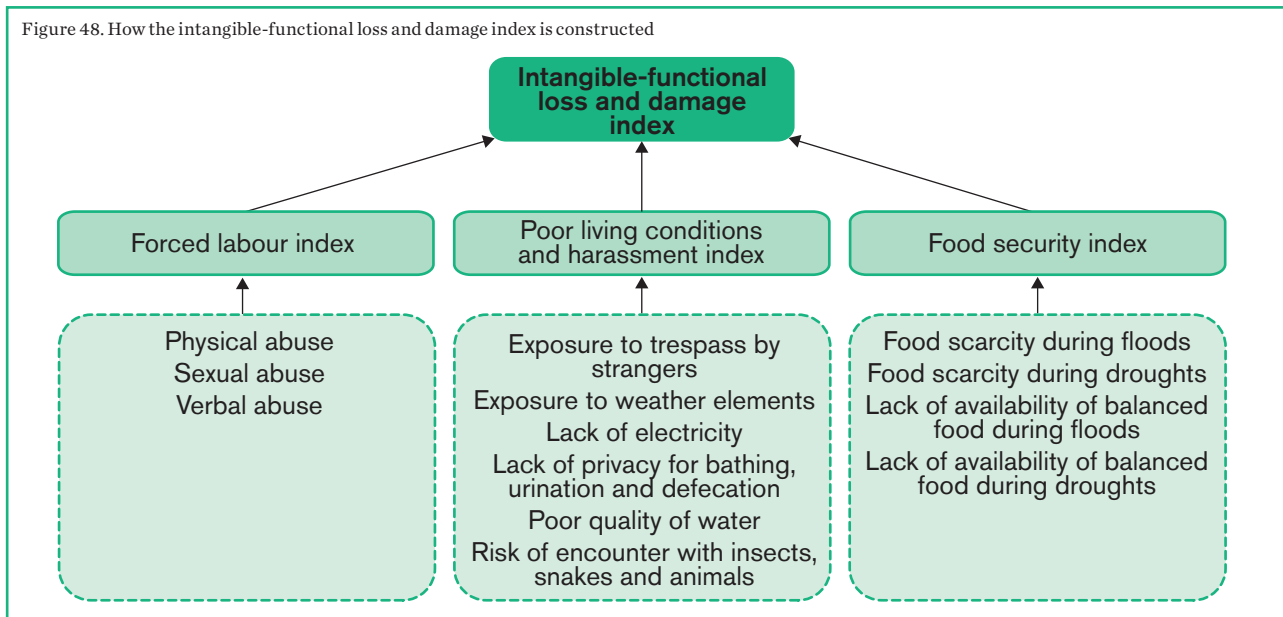 Figure 48. How the intangible-functional loss and damage index is constructed
Intangible-functional
loss and damage
index
Forced labour index
Poor living conditions
and harassment index
Food security index
Physical abuse
Sexual abuse
Verbal abuse
Exposure to trespass by
strangers
Exposure to weather elements
Lack of electricity
Lack of privacy for bathing,
urination and defecation
Poor quality of water
Risk of encounter with insects,
snakes and animals
Food scarcity during floods
Food scarcity during droughts
Lack of availability of balanced
food during floods
Lack of availability of balanced
food during droughts